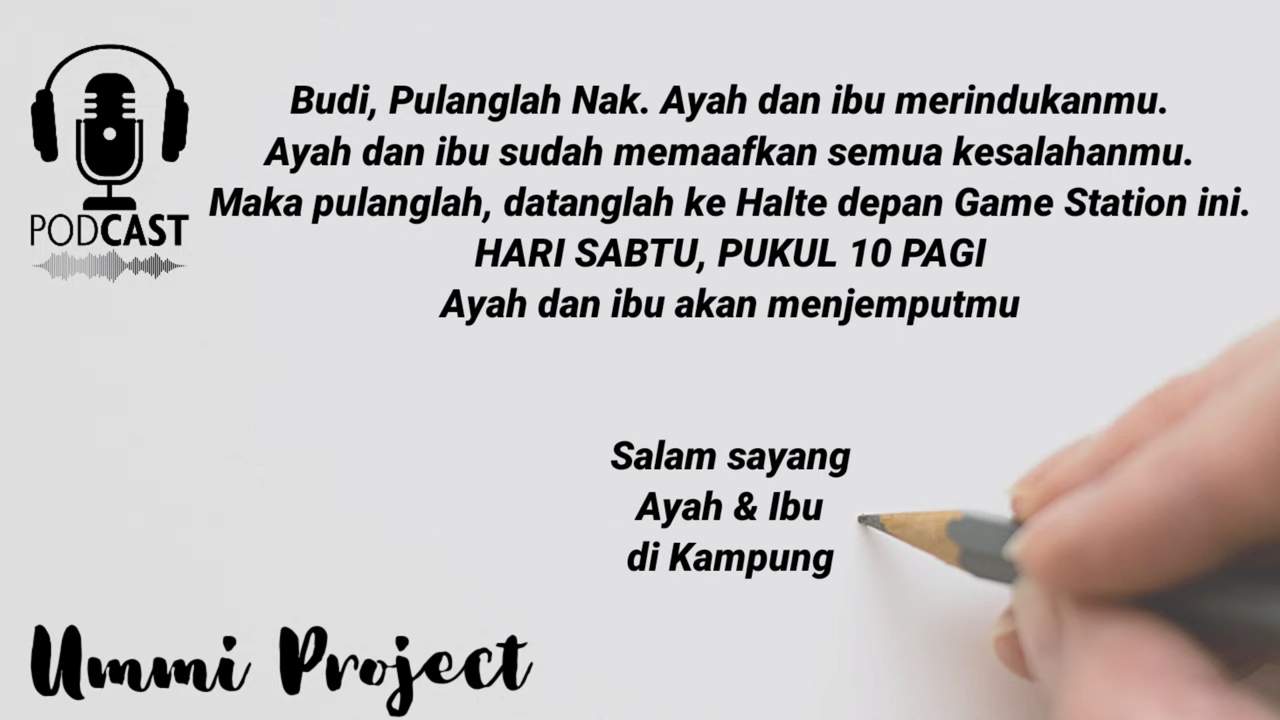 PODCAST
Budi, Pulanglah Nak. Ayah dan ibu merindukanmu.
Ayah dan ibu sudah memaafkan semua kesalahanmu.
Maka pulanglah, datanglah ke Halte depan Game Station ini.
HARI SABTU, PUKUL 10 PAGI
Ayah dan ibu akan menjemputmu
Salam sayang
Ayah & Ibu
di Kampung
Ummi Project